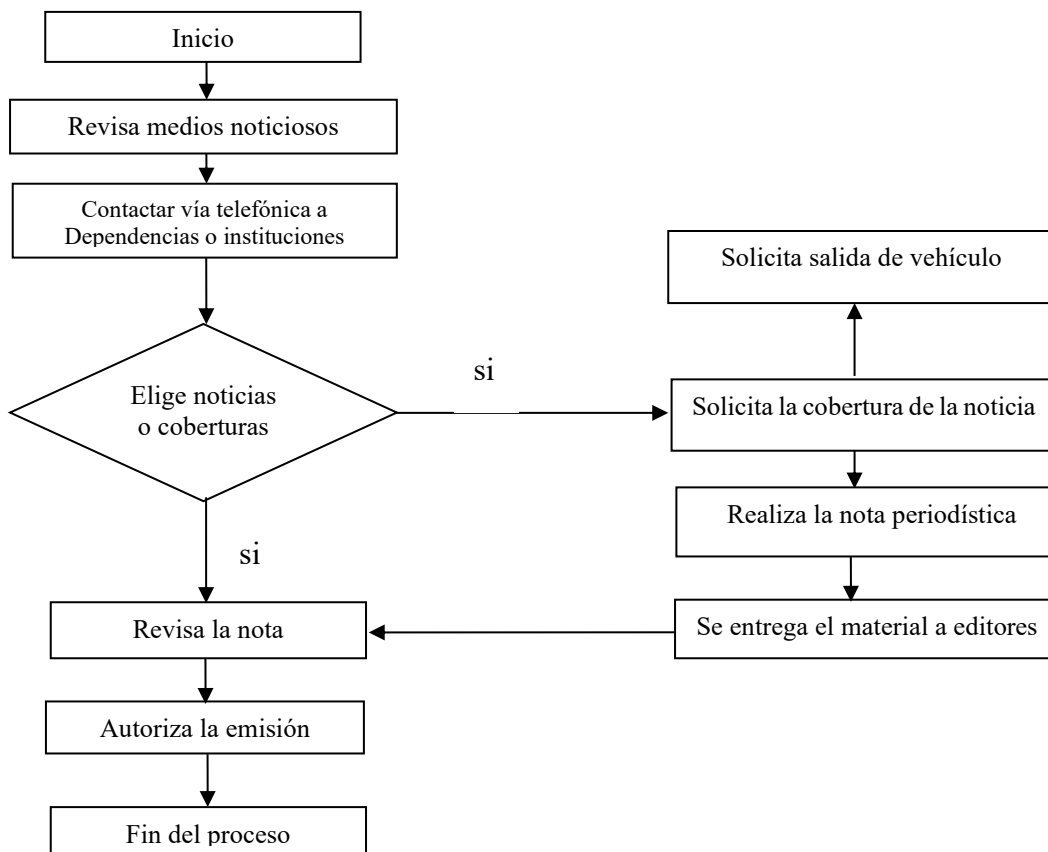 Inicio
Revisa medios noticiosos
Contactar vía telefónica a
Dependencias o instituciones
Elige noticias
o coberturas
si
Solicita salida de vehículo
Solicita la cobertura de la noticia
Realiza la nota periodística
Se entrega el material a editores
si
Revisa la nota
Autoriza la emisión
Fin del proceso